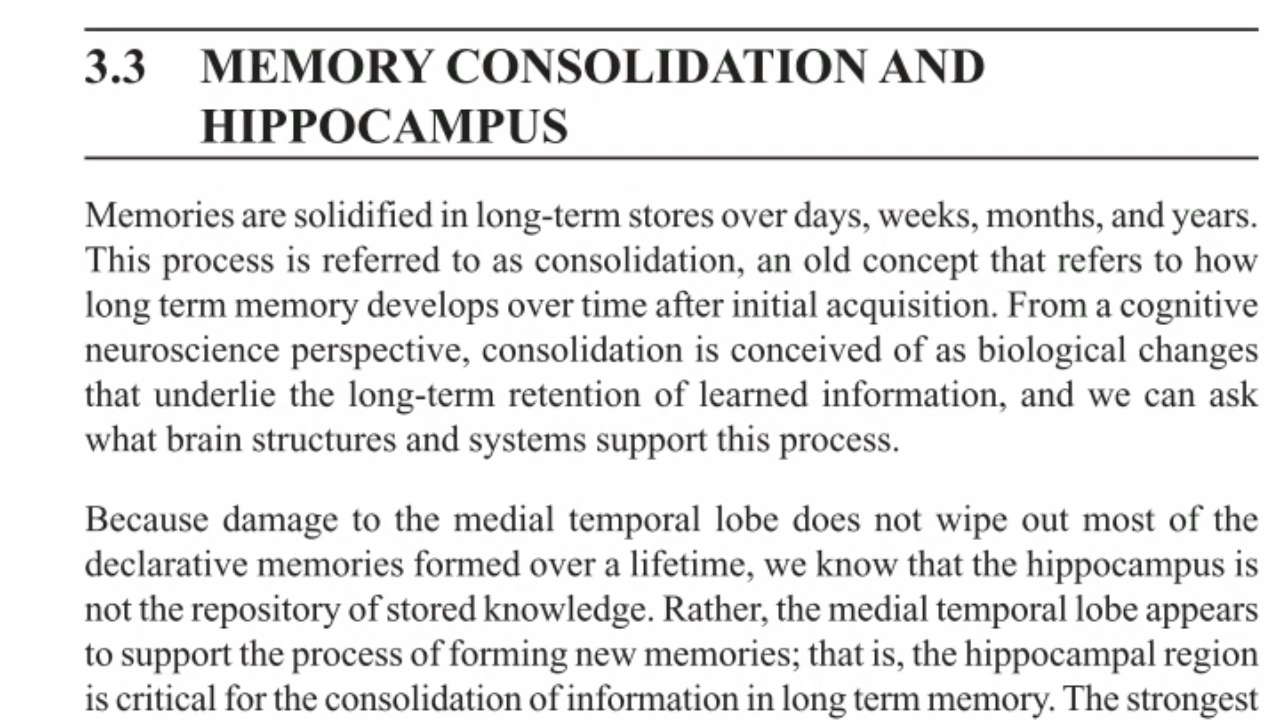 3.3 MEMORY CONSOLIDATION AND
HIPPOCAMPUS
Memories are solidified in long-term stores over days, weeks, months, and years.
This process is referred to as consolidation, an old concept that refers to how
long term memory develops over time after initial acquisition. From a cognitive
neuroscience perspective, consolidation is conceived of as biological changes
that underlie the long-term retention of learned information, and we can ask
what brain structures and systems support this process.
Because damage to the medial temporal lobe does not wipe out most of the
declarative memories formed over a lifetime, we know that the hippocampus is
not the repository of stored knowledge. Rather, the medial temporal lobe appears
to support the process of forming new memories; that is, the hippocampal region
is critical for the consolidation of information in long term memory. The strongest